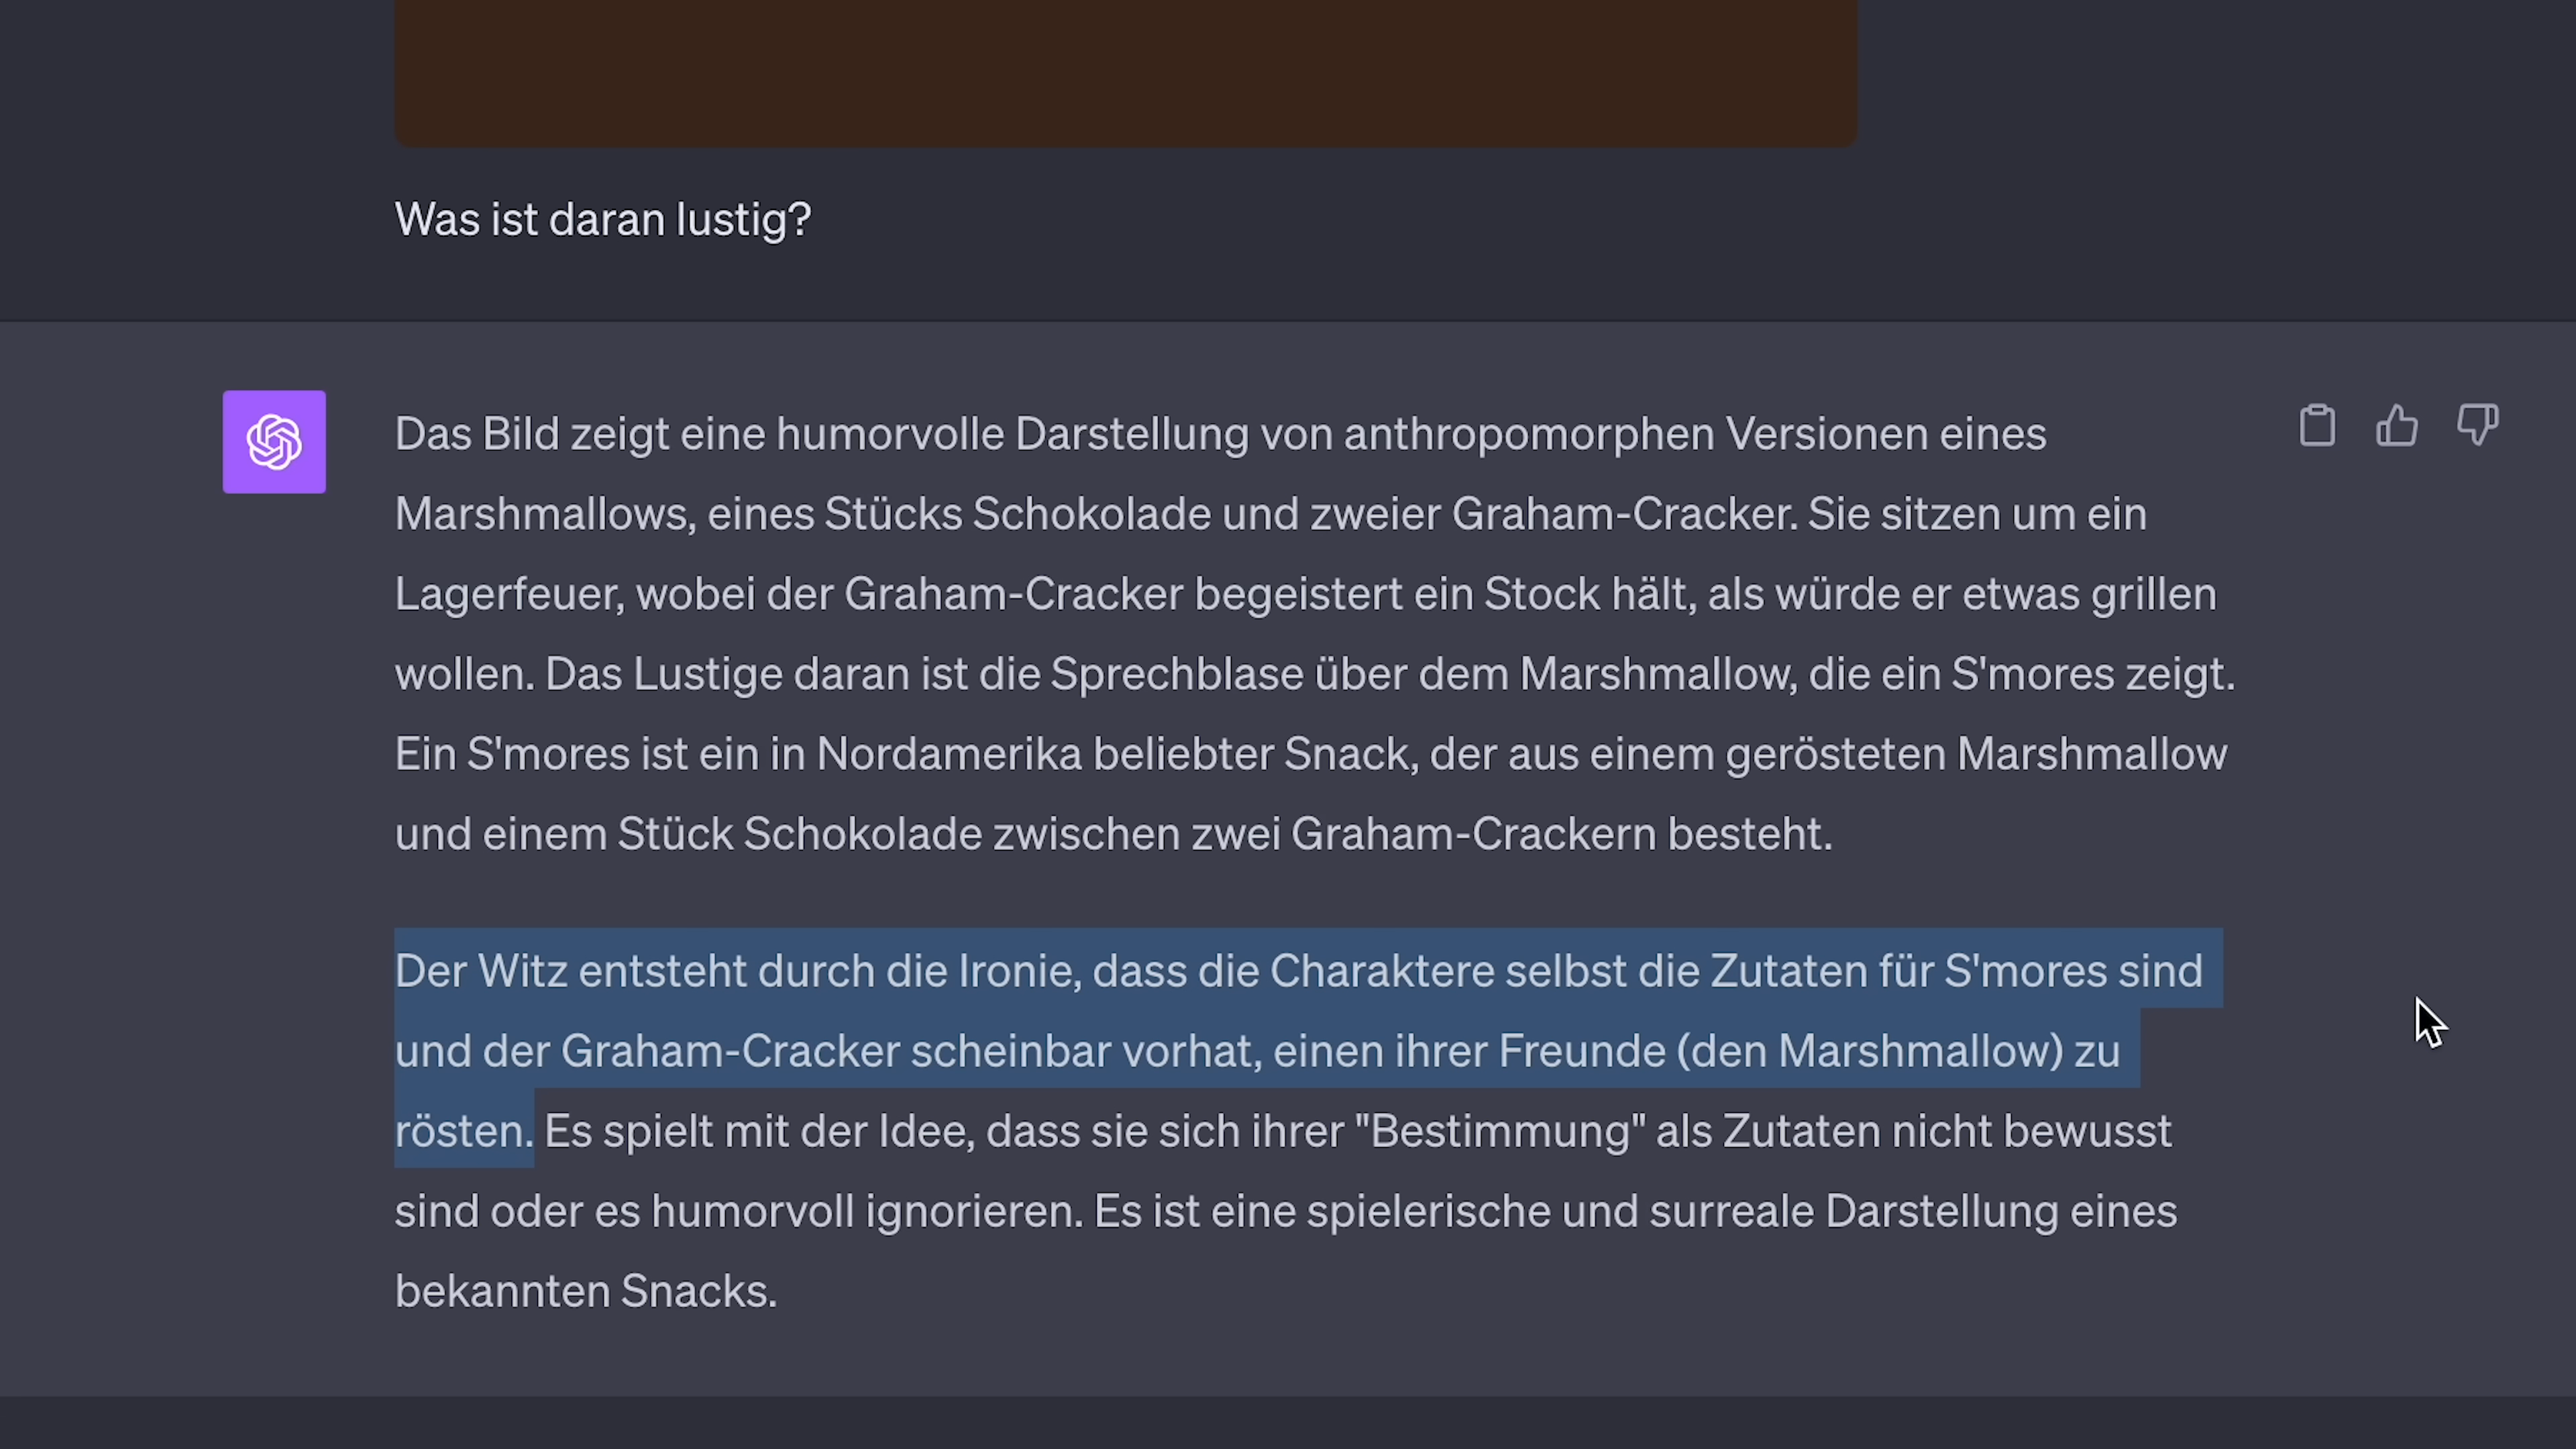 Was ist daran lustig?
Das Bild zeigt eine humorvolle Darstellung von anthropomorphen Versionen eines
Marshmallows, eines Stücks Schokolade und zweier Graham-Cracker. Sie sitzen um ein
Lagerfeuer, wobei der Graham-Cracker begeistert ein Stock hält, als würde er etwas grillen
wollen. Das Lustige daran ist die Sprechblase über dem Marshmallow, die ein S'mores zeigt.
Ein S'mores ist ein in Nordamerika beliebter Snack, der aus einem gerösteten Marshmallow
und einem Stück Schokolade zwischen zwei Graham-Crackern besteht.
Der Witz entsteht durch die Ironie, dass die Charaktere selbst die Zutaten für S'mores sind
und der Graham-Cracker scheinbar vorhat, einen ihrer Freunde (den Marshmallow) zu
rösten. Es spielt mit der Idee, dass sie sich ihrer "Bestimmung" als Zutaten nicht bewusst
sind oder es humorvoll ignorieren. Es ist eine spielerische und surreale Darstellung eines
bekannten Snacks.